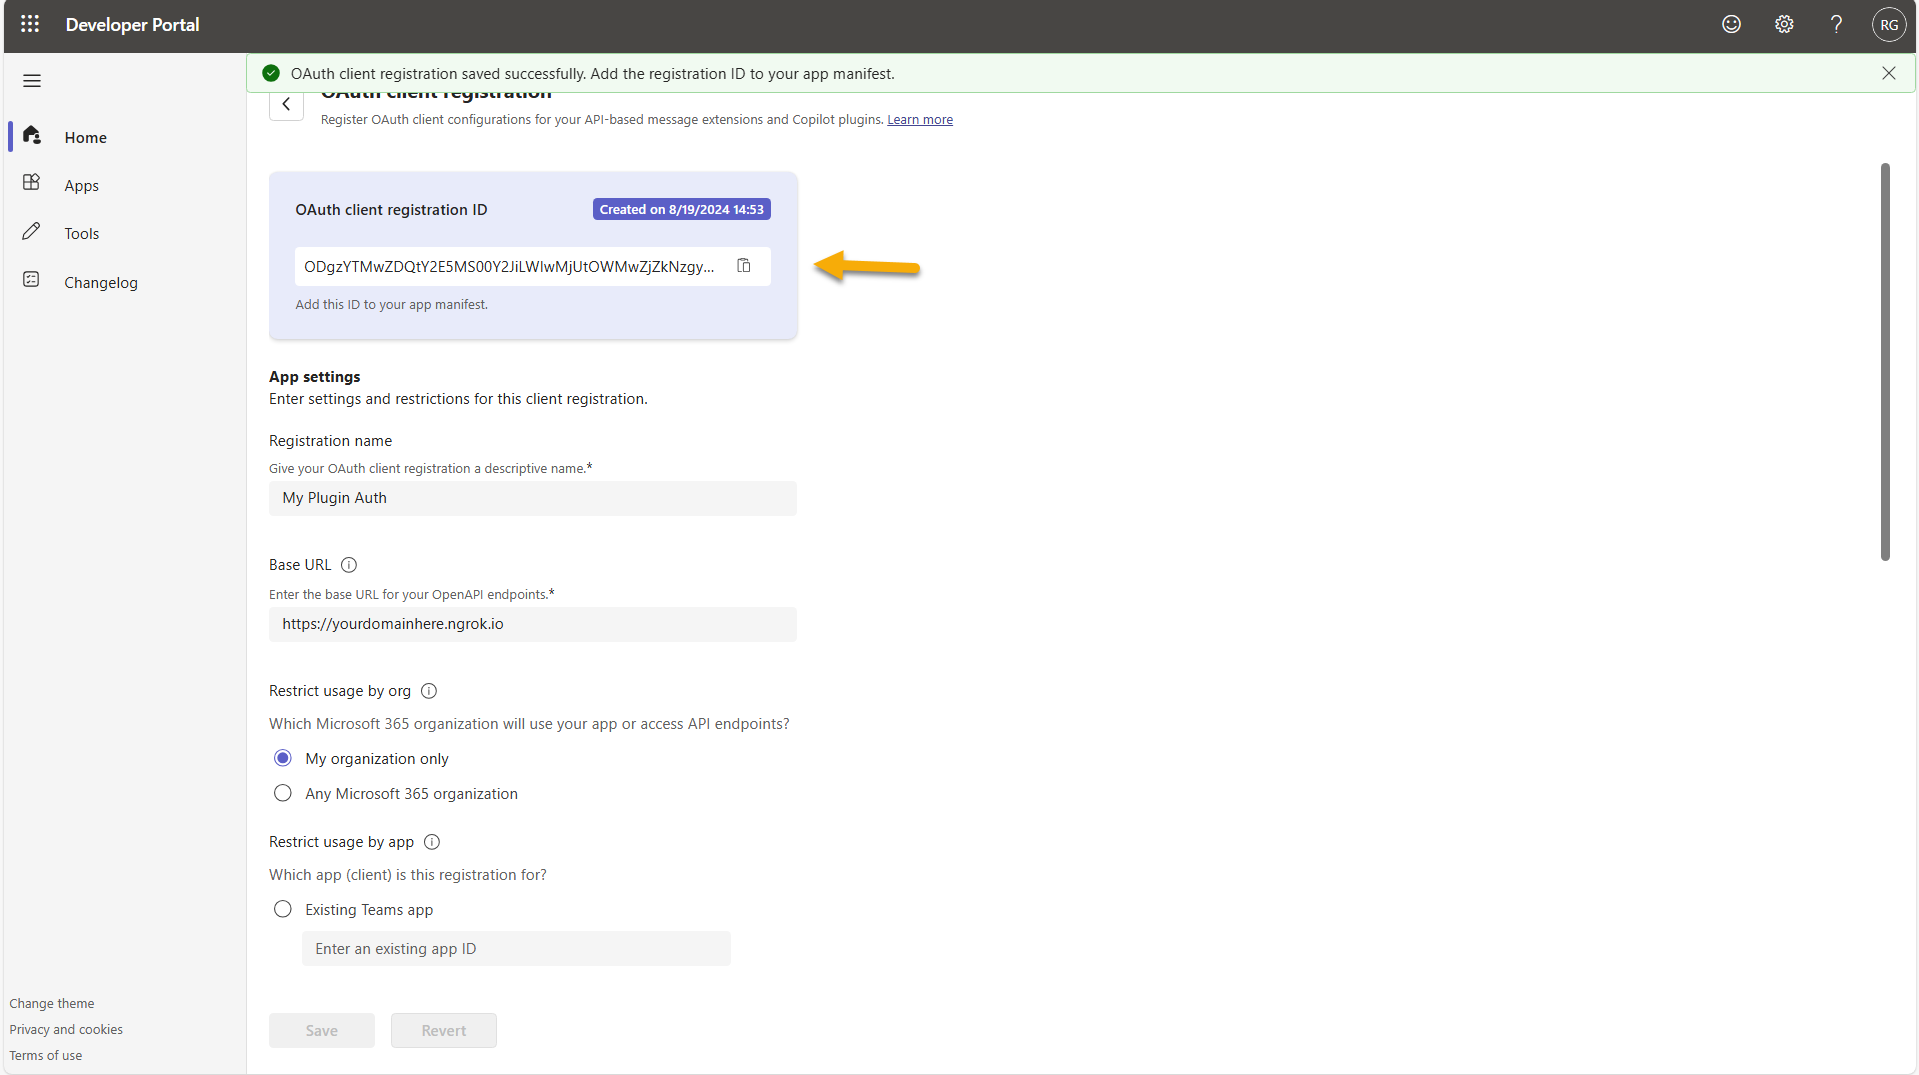 Developer Portal
RG
OAuth client registration saved successfully. Add the registration ID to your app manifest.
OAuth client registration
Register OAuth client configurations for your API-based message extensions and Copilot plugins. Learn more
Home
Apps
Tools
Changelog
OAuth client registration ID
Created on 8/19/2024 14:53
ODgzYTMwZDQtY2E5MS00Y2JiLWIwMjUtOWMwZjZkNzgy...
Add this ID to your app manifest.
App settings
Enter settings and restrictions for this client registration.
Registration name
Give your OAuth client registration a descriptive name.*
My Plugin Auth
Base URL
Enter the base URL for your OpenAPI endpoints.*
https://yourdomainhere.ngrok.io
Restrict usage by org
Which Microsoft 365 organization will use your app or access API endpoints?
My organization only
Any Microsoft 365 organization
Restrict usage by app
Which app (client) is this registration for?
Existing Teams app
Enter an existing app ID
Save
Revert
Change theme
Privacy and cookies
Terms of use